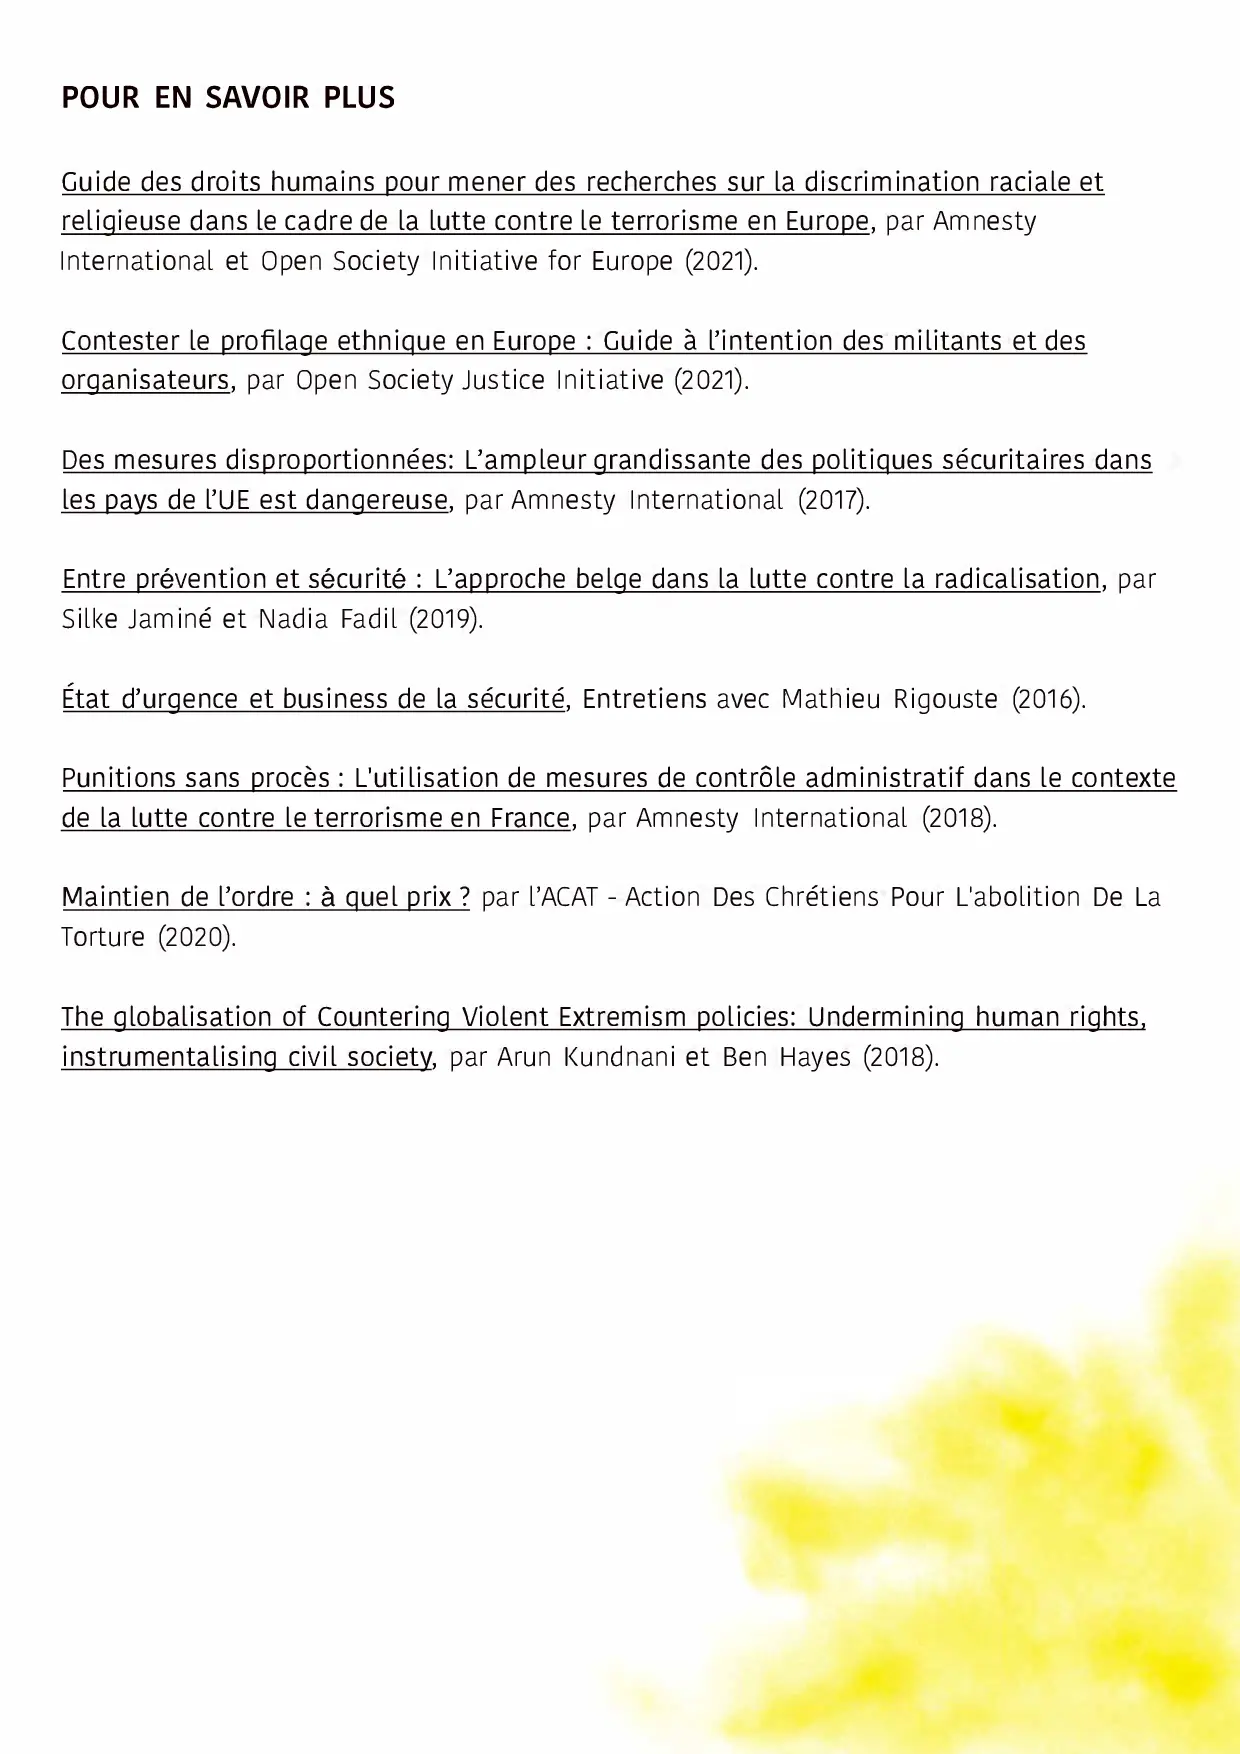 POUR EN SAVOIR PLUS
Guide des droits humains pour mener des recherches sur la discrimination raciale et
religieuse dans le cadre de la lutte contre le terrorisme en Europe, par Amnesty
International et Open Society Initiative for Europe (2021).
Contester le profilage ethnique en Europe : Guide à l’intention des militants et des
organisateurs, par Open Society Justice Initiative (2021).
Des mesures disproportionnées: L’ampleur grandissante des politiques sécuritaires dans
les pays de l’UE est dangereuse, par Amnesty International (2017).
Entre prévention et sécurité : L’approche belge dans la lutte contre la radicalisation, par
Silke Jaminé et Nadia Fadil (2019).
État d’urgence et business de la sécurité, Entretiens avec Mathieu Rigouste (2016).
Punitions sans procès : L'utilisation de mesures de contrôle administratif dans le contexte
de la lutte contre le terrorisme en France, par Amnesty International (2018).
Maintien de l’ordre : à quel prix ? par l’ACAT - Action Des Chrétiens Pour L'abolition De La
Torture (2020).
The globalisation of Countering Violent Extremism policies: Undermining human rights,
instrumentalising civil society, par Arun Kundnani et Ben Hayes (2018).